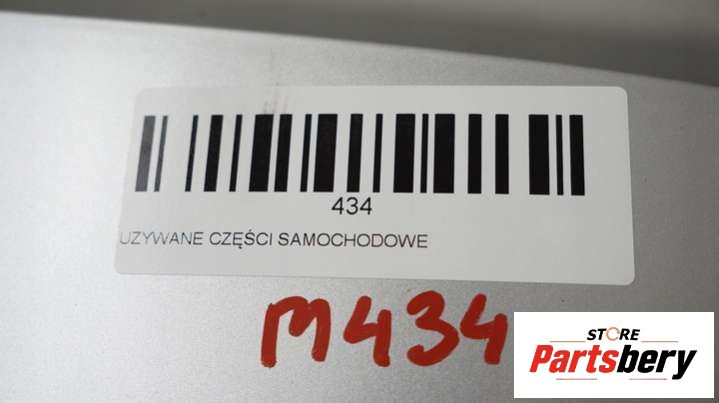 434
UZYWANE CZĘŚCI SAMOCHODOWE
M434
STORE
Partsbery